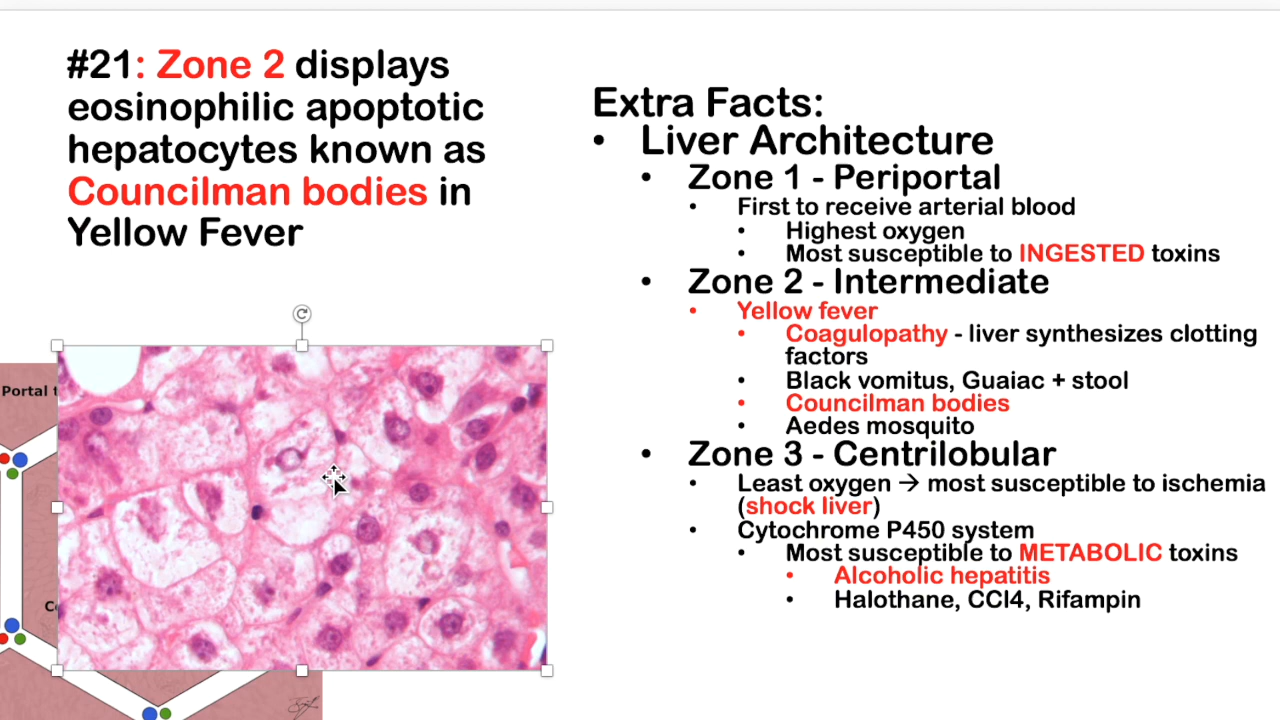 #21: Zone 2 displays
eosinophilic apoptotic
hepatocytes known as
Councilman bodies in
Yellow Fever
Extra Facts:
• Liver Architecture
• Zone 1 - Periportal
• First to receive arterial blood
• Highest oxygen
• Most susceptible to INGESTED toxins
• Zone 2 - Intermediate
• Yellow fever
• Coagulopathy - liver synthesizes clotting
factors
• Black vomitus, Guaiac + stool
• Councilman bodies
• Aedes mosquito
• Zone 3 - Centrilobular
• Least oxygen → most susceptible to ischemia
(shock liver)
• Cytochrome P450 system
• Most susceptible to METABOLIC toxins
• Alcoholic hepatitis
• Halothane, CCl4, Rifampin
Portal